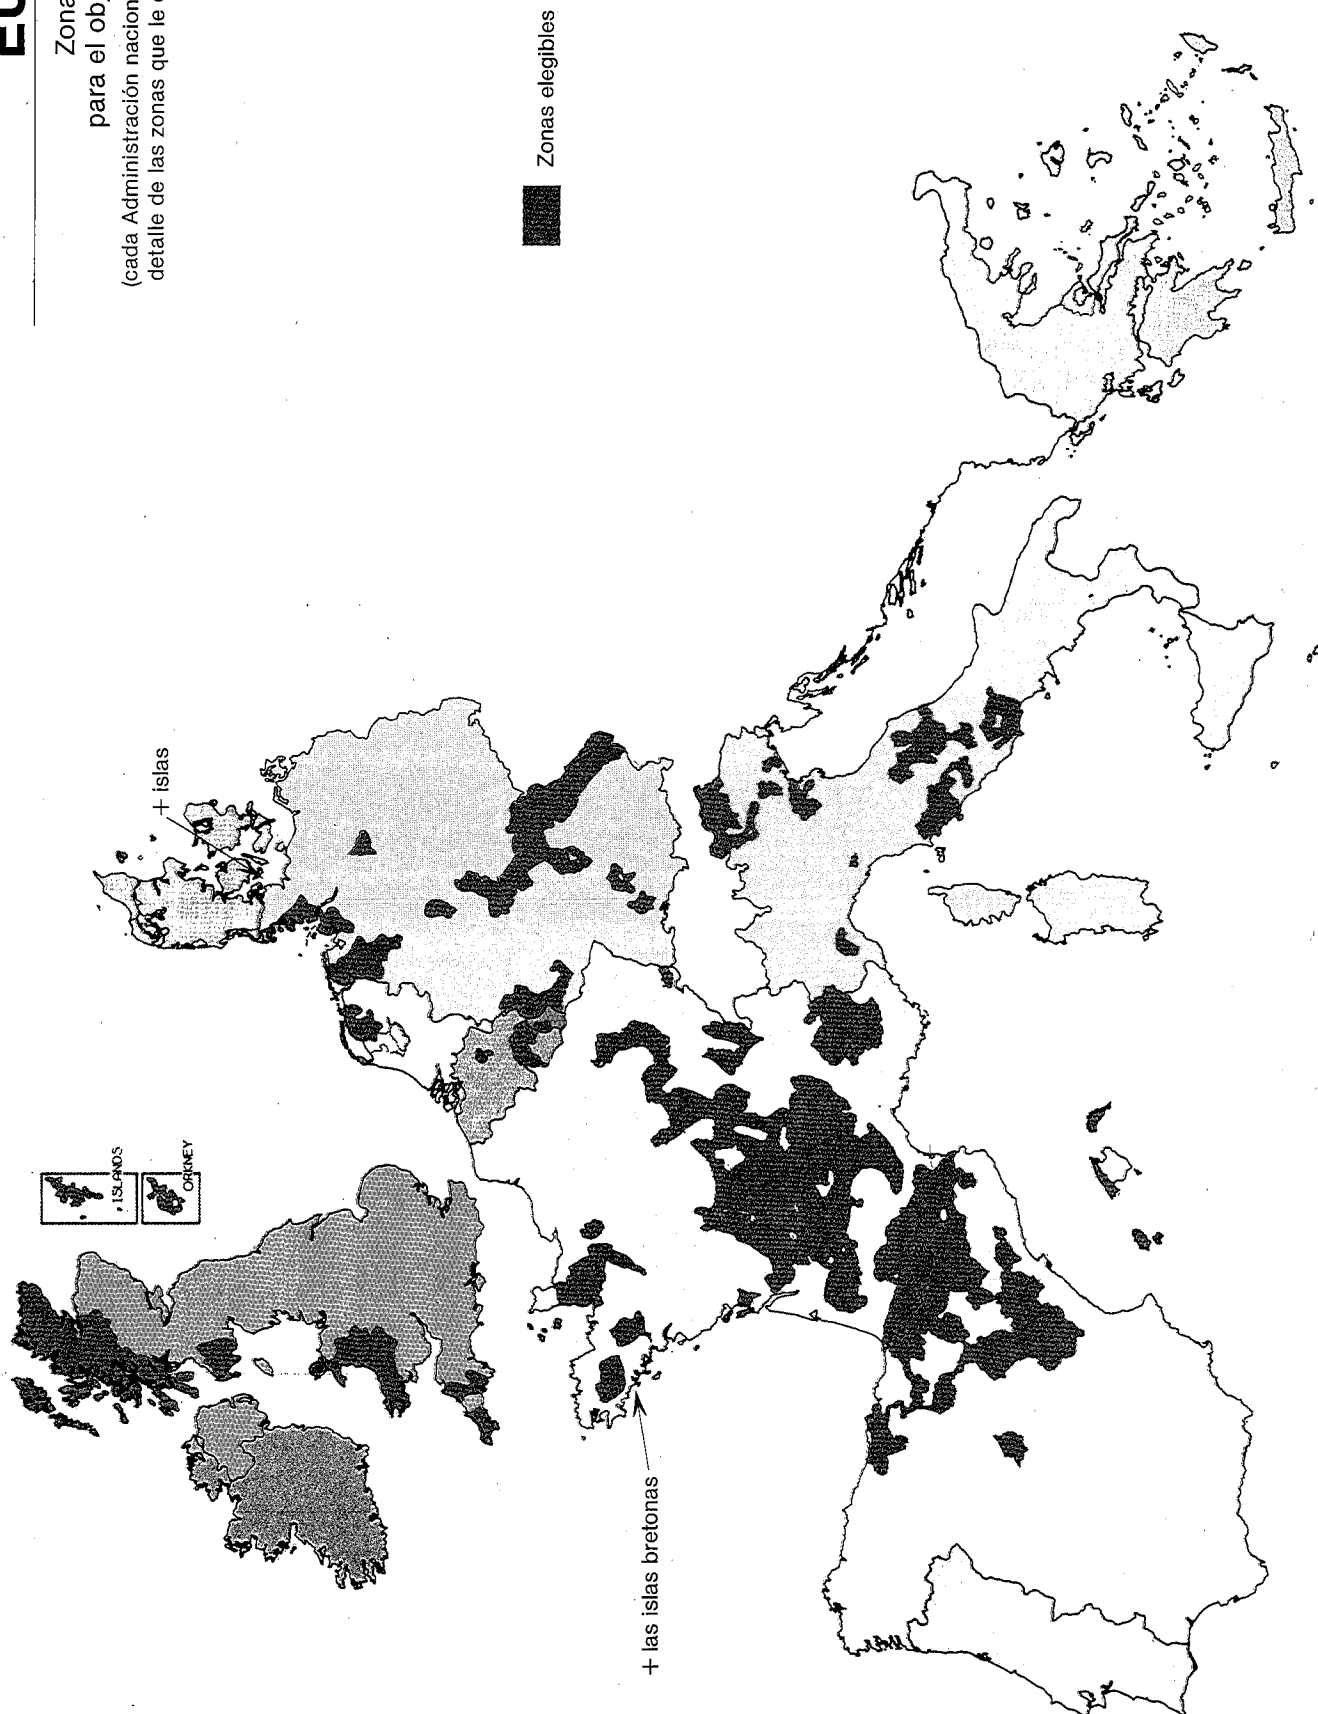 EU
Zona
para el ob
(cada Administración nacion
detalle de las zonas que le
Zonas elegibles
+ islas
ISLANDS
ORKNEY
+ las islas bretonas